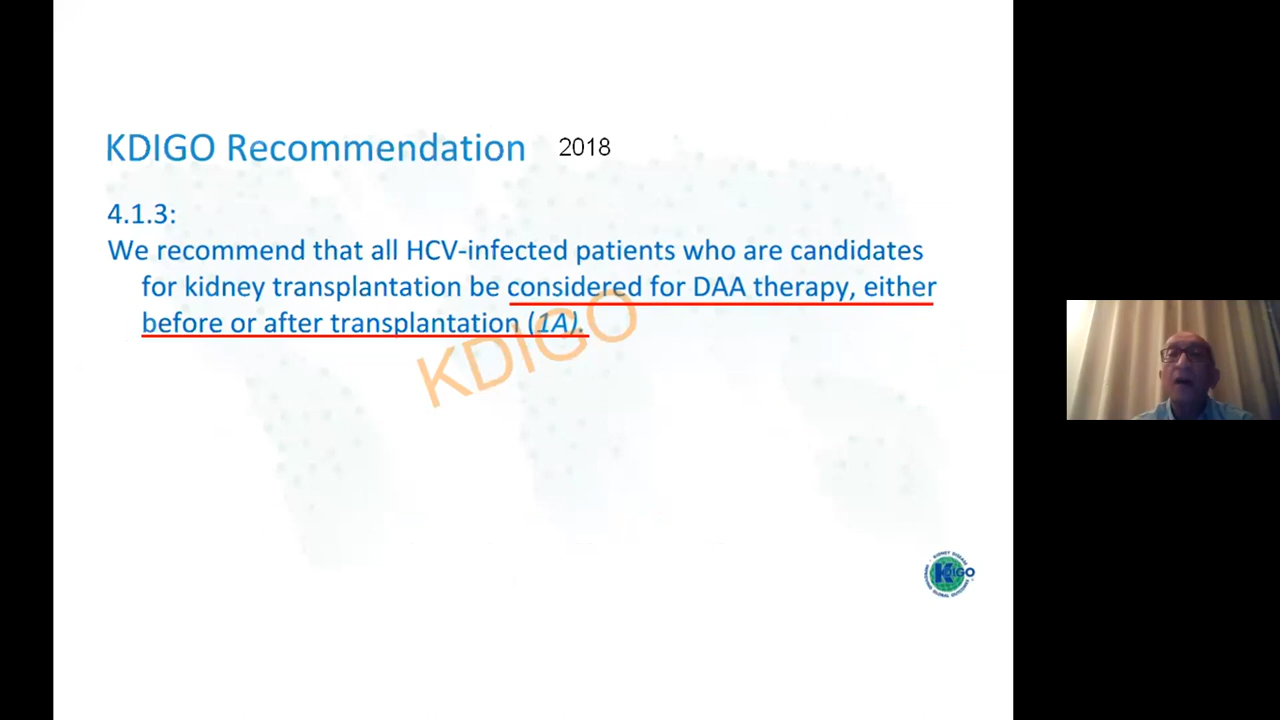 KDIGO Recommendation 2018
4.1.3:
We recommend that all HCV-infected patients who are candidates
for kidney transplantation be considered for DAA therapy, either
before or after transplantation (1A).
KDIGO
KDIGO